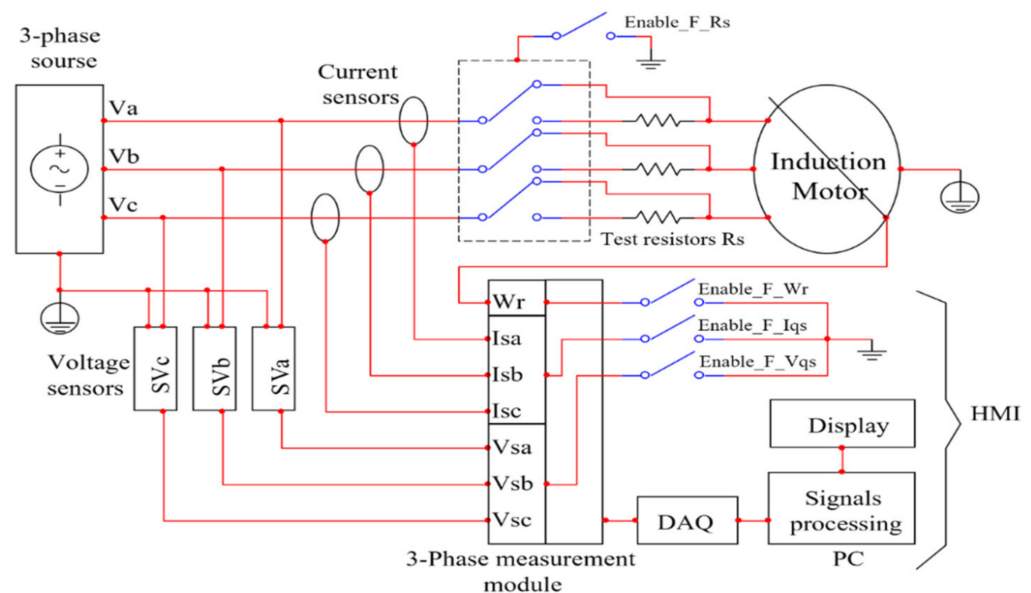 Enable_F_Rs
3-phase
sourse
Current
sensors
Va
Vb
Vc
+
~
−
Induction
Motor
Test resistors Rs
Wr
Isa
Isb
Isc
Vsa
Vsb
Vsc
Enable_F_Wr
Enable_F_Iqs
Enable_F_Vqs
Voltage
sensors
SVc
SVb
SVa
HMI
Display
Signals
processing
DAQ
PC
3-Phase measurement
module